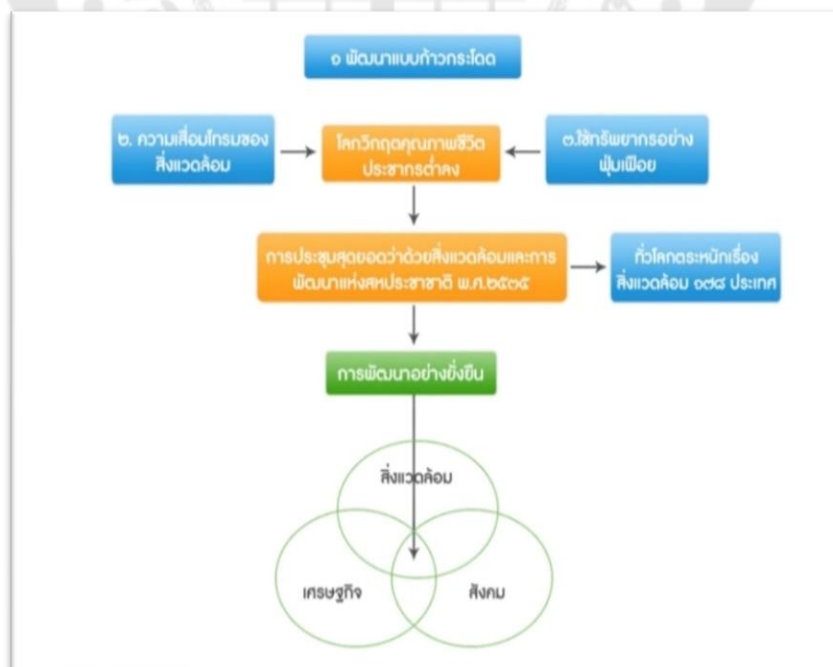 ๑ พัฒนาแบบก้าวกระโดด
๒. ความเสื่อมโทรมของ
สิ่งแวดล้อม
โลกวิกฤตคุณภาพชีวิต
ประชากรต่ำลง
๓.ใช้ทรัพยากรอย่าง
ฟุ่มเฟือย
การประชุมสุดยอดว่าด้วยสิ่งแวดล้อมและการ
พัฒนาแห่งสหประชาชาติ พ.ศ.๒๕๓๕
ทั่วโลกตระหนักเรื่อง
สิ่งแวดล้อม ๑๗๘ ประเทศ
การพัฒนาอย่างยั่งยืน
สิ่งแวดล้อม
เศรษฐกิจ
สังคม